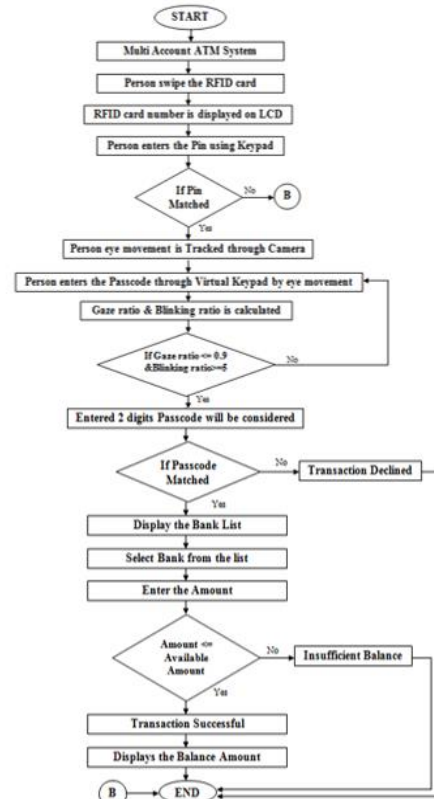 START
Multi Account ATM System
Person swipe the RFID card
RFID card number is displayed on LCD
Person enters the Pin using Keypad
If Pin
Matched
No
B
Yes
Person eye movement is Tracked through Camera
Person enters the Passcode through Virtual Keypad by eye movement
Gaze ratio & Blinking ratio is calculated
If Gaze ratio <= 0.9
&Blinking ratio>=5
No
Yes
Entered 2 digits Passcode will be considered
If Passcode
Matched
No
Transaction Declined
Yes
Display the Bank List
Select Bank from the list
Enter the Amount
Amount <=
Available
Amount
No
Insufficient Balance
Yes
Transaction Successful
Displays the Balance Amount
B
END